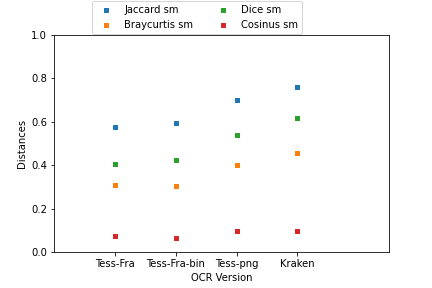 Jaccard sm Dice sm
Braycurtis sm Cosinus sm
1.0
0.8
0.6
0.4
0.2
0.0
Distances
Tess-Fra Tess-Fra-bin Tess-png Kraken
OCR Version